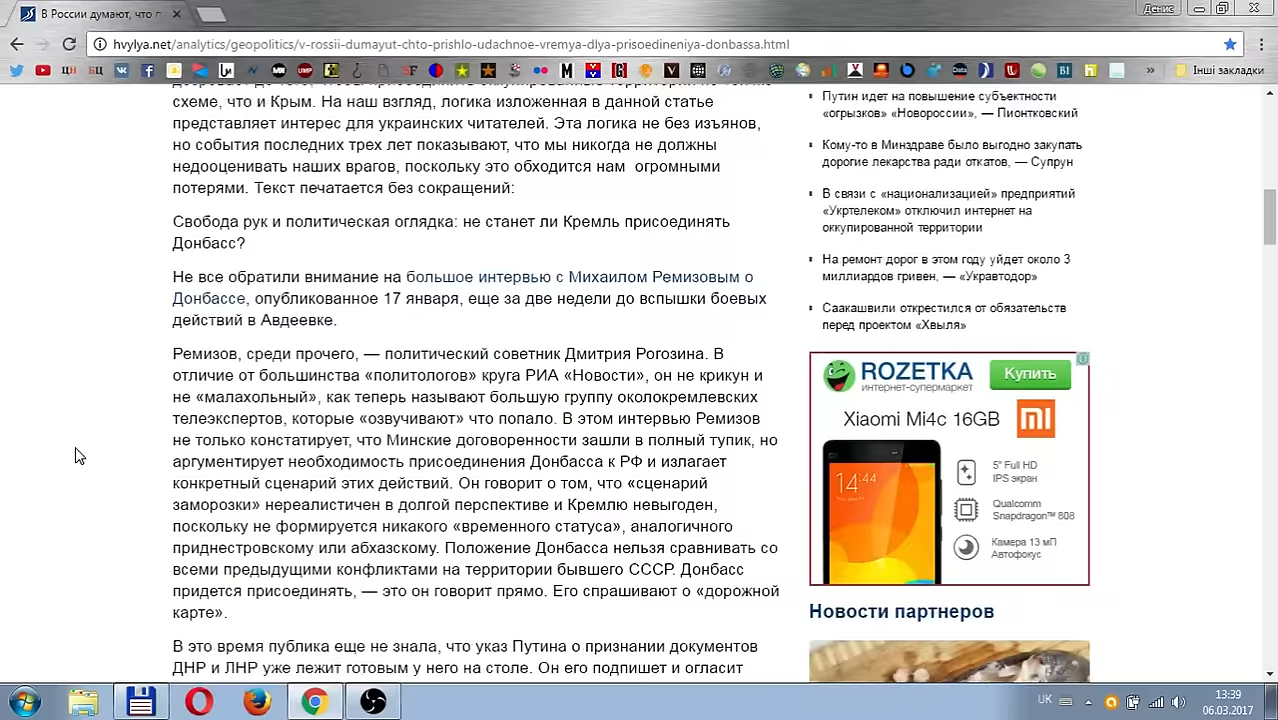 В России думают, что п
Денис
hvylya.net/analytics/geopolitics/v-rossii-dumayut-chto-prishlo-udachnoe-vremya-dlya-prisoedineniya-donbassa.html
Інші закладки
схеме, что и Крым. На наш взгляд, логика изложенная в данной статье
представляет интерес для украинских читателей. Эта логика не без изъянов,
но события последних трех лет показывают, что мы никогда не должны
недооценивать наших врагов, поскольку это обходится нам огромными
потерями. Текст печатается без сокращений:
Свобода рук и политическая оглядка: не станет ли Кремль присоединять
Донбасс?
Не все обратили внимание на большое интервью с Михаилом Ремизовым о
Донбассе, опубликованное 17 января, еще за две недели до вспышки боевых
действий в Авдеевке.
Ремизов, среди прочего, — политический советник Дмитрия Рогозина. В
отличие от большинства «политологов» круга РИА «Новости», он не крикун и
не «малахольный», как теперь называют большую группу околокремлевских
телеэкспертов, которые «озвучивают» что попало. В этом интервью Ремизов
не только констатирует, что Минские договоренности зашли в полный тупик, но
аргументирует необходимость присоединения Донбасса к РФ и излагает
конкретный сценарий этих действий. Он говорит о том, что «сценарий
заморозки» нереалистичен в долгой перспективе и Кремлю невыгоден,
поскольку не формируется никакого «временного статуса», аналогичного
приднестровскому или абхазскому. Положение Донбасса нельзя сравнивать со
всеми предыдущими конфликтами на территории бывшего СССР. Донбасс
придется присоединять, — это он говорит прямо. Его спрашивают о «дорожной
карте».
В это время публика еще не знала, что указ Путина о признании документов
ДНР и ЛНР уже лежит готовым у него на столе. Он его подпишет и огласит
Путин идет на повышение субъектности
«огрызков» «Новороссии», — Пионтковский
Кому-то в Минздраве было выгодно закупать
дорогие лекарства ради откатов, — Супрун
В связи с «национализацией» предприятий
«Укртелеком» отключил интернет на
оккупированной территории
На ремонт дорог в этом году уйдет около 3
миллиардов гривен, — «Укравтодор»
Саакашвили открестился от обязательств
перед проектом «Хвыля»
ROZETKA
интернет-супермаркет
Купить
Xiaomi Mi4c 16GB
mi
14:44
5" Full HD
IPS экран
Qualcomm
Snapdragon™ 808
Камера 13 мП
Автофокус
Новости партнеров
UK
13:39
06.03.2017